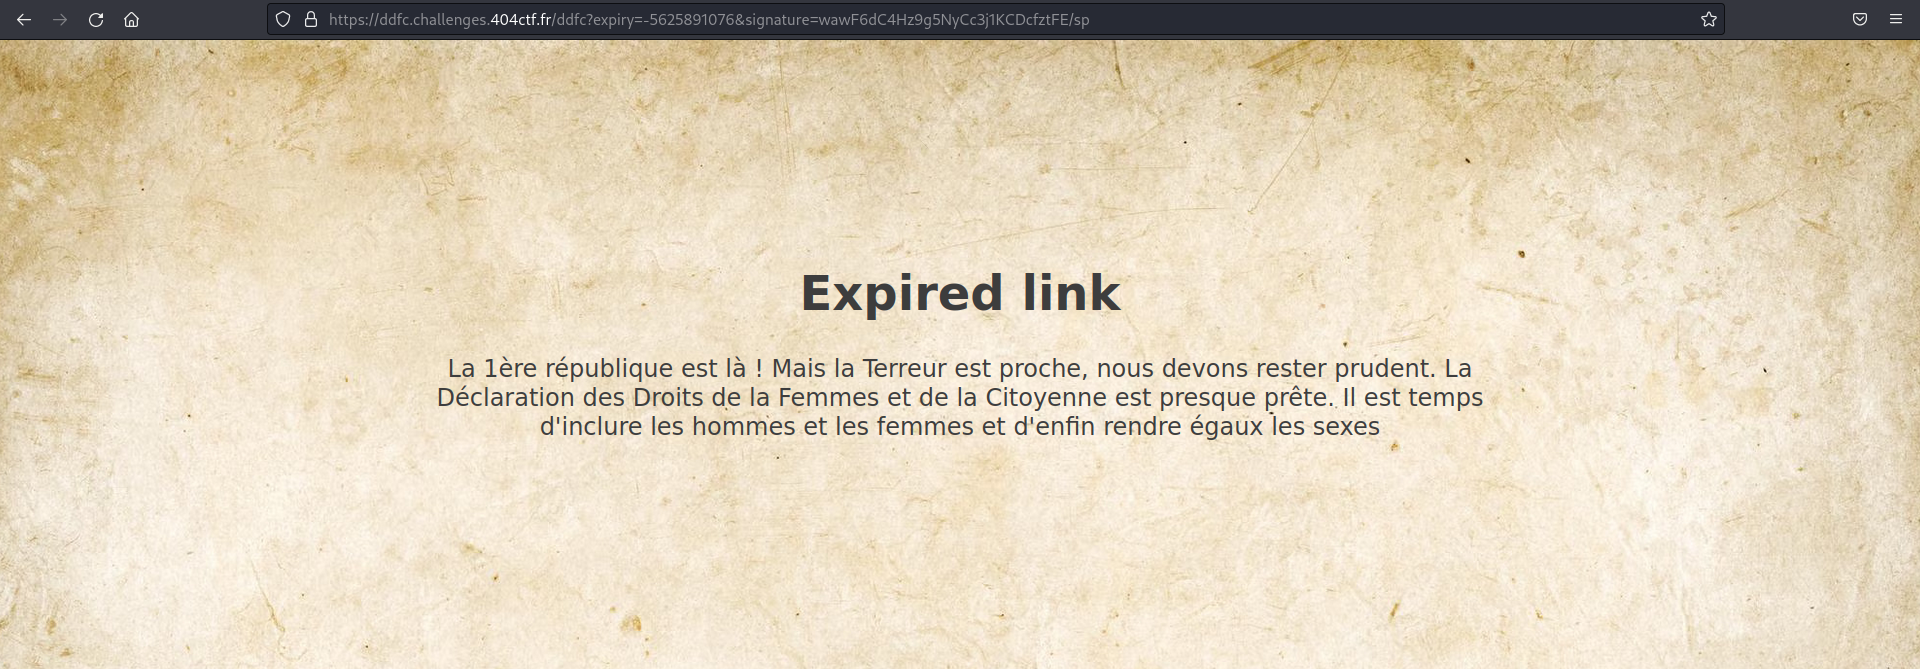 https://ddfc.challenges.404ctf.fr/ddfc?expiry=-5625891076&signature=wawF6dC4Hz9g5NyCc3j1KCDcfztFE/sp
Expired link
La 1ère république est là ! Mais la Terreur est proche, nous devons rester prudent. La
Déclaration des Droits de la Femmes et de la Citoyenne est presque prête. Il est temps
d'inclure les hommes et les femmes et d'enfin rendre égaux les sexes